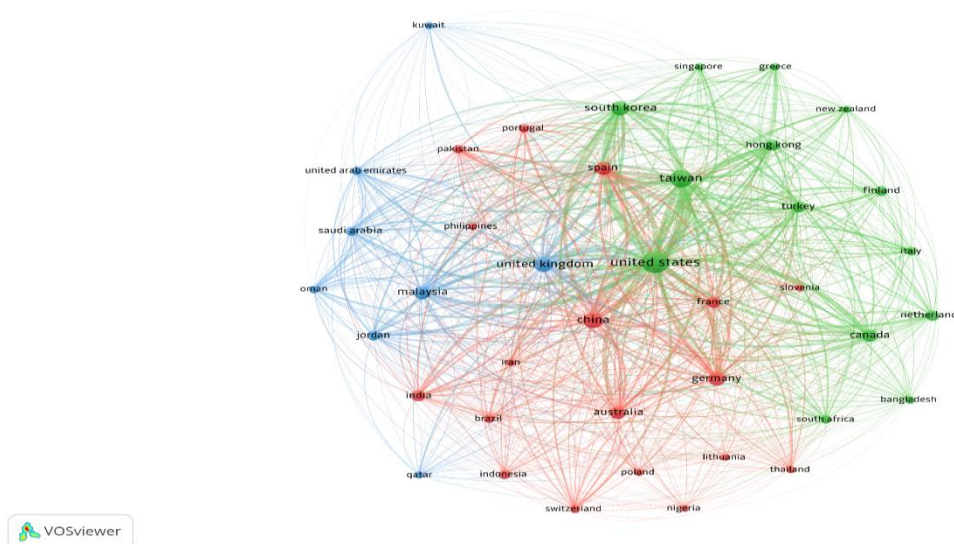 kuwait
singapore
greece
south korea
new zealand
portugal
hong kong
pakistan
spain
united arab emirates
taiwan
finland
turkey
philippines
saudi arabia
italy
united kingdom
united states
oman
malaysia
slovenia
france
netherland
china
jordan
canada
iran
germany
india
bangladesh
australia
brazil
south africa
lithuania
qatar
indonesia
poland
thailand
switzerland
nigeria
VOSviewer